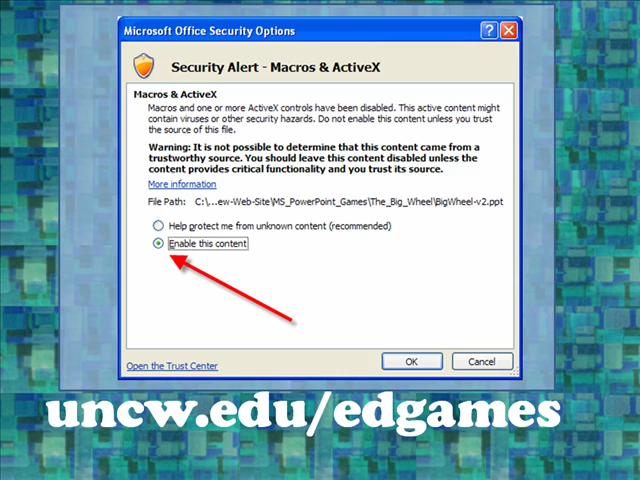 Microsoft Office Security Options
Security Alert - Macros & ActiveX
Macros & ActiveX
Macros and one or more ActiveX controls have been disabled. This active content might
contain viruses or other security hazards. Do not enable this content unless you trust
the source of this file.
Warning: It is not possible to determine that this content came from a
trustworthy source. You should leave this content disabled unless the
content provides critical functionality and you trust its source.
More information
File Path: C:\...ew-Web-Site\MS_PowerPoint_Games\The_Big_Wheel\BigWheel-v2.ppt
Help protect me from unknown content (recommended)
Enable this content
Open the Trust Center
OK
Cancel
uncw.edu/edgames